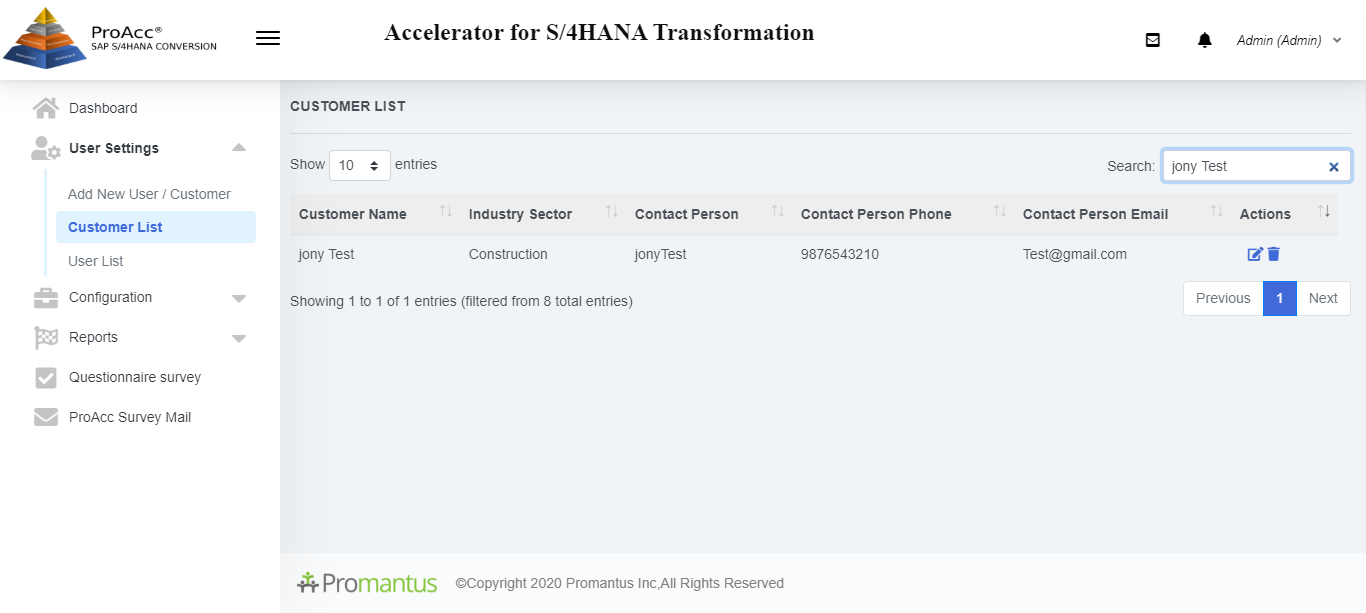 ProAcc®
SAP S/4HANA CONVERSION
Accelerator for S/4HANA Transformation
Admin (Admin)
Dashboard
User Settings
Add New User / Customer
Customer List
User List
Configuration
Reports
Questionnaire survey
ProAcc Survey Mail
CUSTOMER LIST
Show 10 entries
Search: jony Test
Customer Name Industry Sector Contact Person Contact Person Phone Contact Person Email Actions
jony Test Construction jonyTest 9876543210 Test@gmail.com
Showing 1 to 1 of 1 entries (filtered from 8 total entries)
Previous 1 Next
Promantus ©Copyright 2020 Promantus Inc,All Rights Reserved